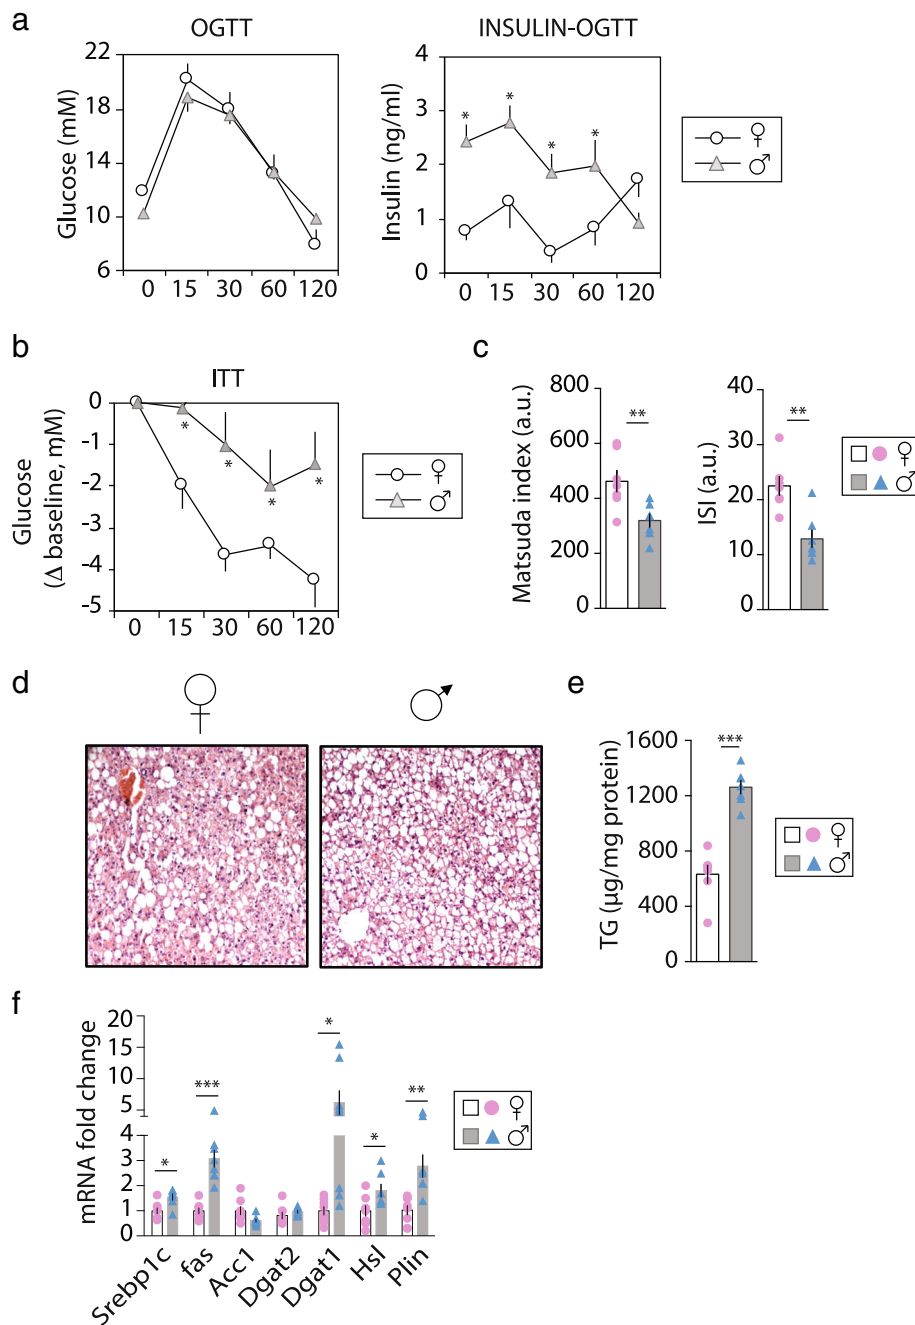 a
OGTT
INSULIN-OGTT
Glucose (mM)
22
18
14
10
6
0 15 30 60 120
Insulin (ng/ml)
4
3
2
1
0
* * * *
0 15 30 60 120
♀
♂
b
ITT
Glucose
(Δ baseline, mM)
0
-1
-2
-3
-4
-5
* * * *
0 15 30 60 120
♀
♂
c
Matsuda index (a.u.)
800
600
400
200
0
**
ISI (a.u.)
40
30
20
10
0
**
♀
♂
d
♀ ♂
e
TG (µg/mg protein)
1600
1200
800
400
0
***
♀
♂
f
mRNA fold change
20
15
10
5
4
3
2
1
0
* *** * * **
Srebp1c fas Acc1 Dgat2 Dgat1 Hsl Plin
♀
♂